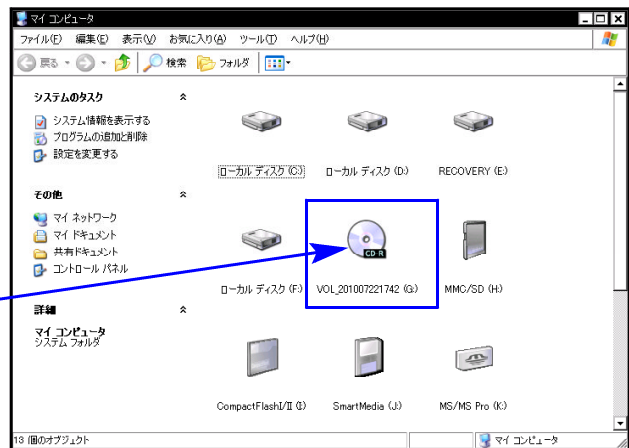 マイ コンピュータ
ファイル(F) 編集(E) 表示(V) お気に入り(A) ツール(T) ヘルプ(H)
戻る 検索 フォルダ
システムのタスク
システム情報を表示する
プログラムの追加と削除
設定を変更する
その他
マイ ネットワーク
マイ ドキュメント
共有ドキュメント
コントロール パネル
詳細
マイ コンピュータ
システム フォルダ
ローカル ディスク (C:)
ローカル ディスク (D:)
RECOVERY (E:)
ローカル ディスク (F:)
CD-R
VOL_201007221742 (G:)
MMC/SD (H:)
CompactFlashI/II (I:)
SmartMedia (J:)
MS/MS Pro (K:)
13 個のオブジェクト
マイ コンピュータ